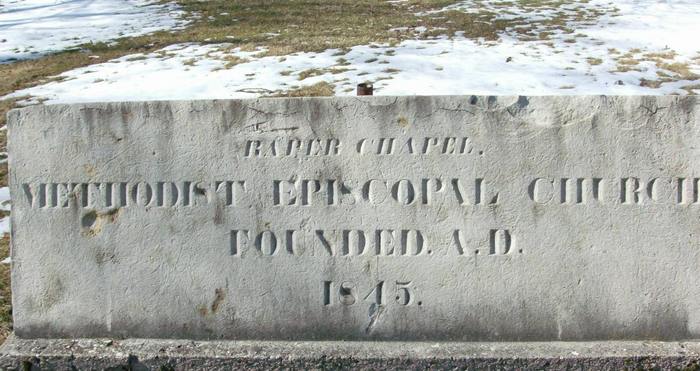 RAPER CHAPEL.
METHODIST EPISCOPAL CHURCH
FOUNDED. A.D.
1845.